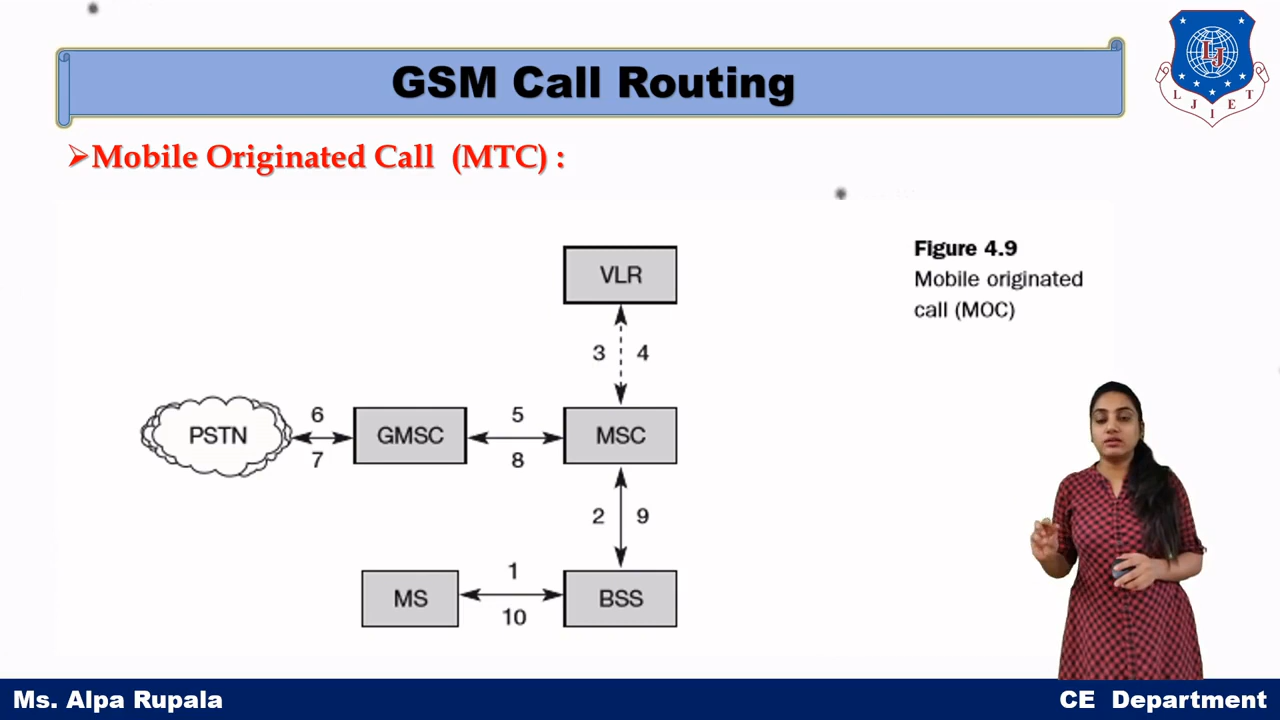 GSM Call Routing
L J I E T
LJ
➢Mobile Originated Call (MTC) :
Figure 4.9
Mobile originated
call (MOC)
VLR
3 4
6
5
PSTN
GMSC
MSC
7
8
2 9
1
MS
BSS
10
Ms. Alpa Rupala
CE Department